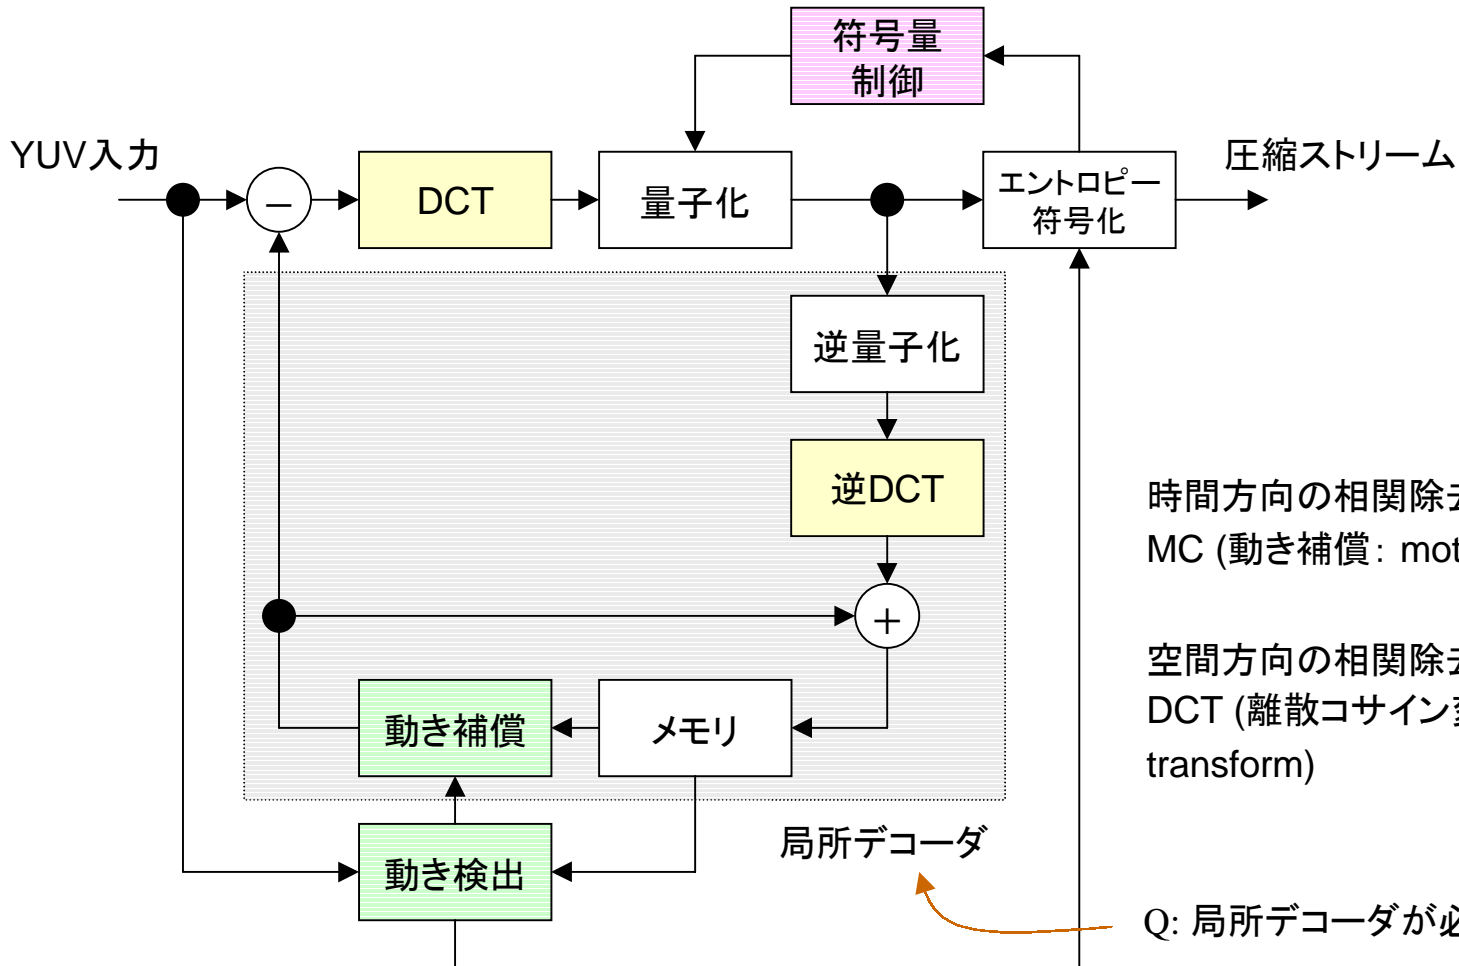 符号量
制御
YUV入力
圧縮ストリーム
−
DCT
量子化
エントロピー
符号化
逆量子化
逆DCT
時間方向の相関除
MC (動き補償: mot
+
空間方向の相関除
DCT (離散コサイン
transform)
動き補償
メモリ
局所デコーダ
動き検出
Q: 局所デコーダが必